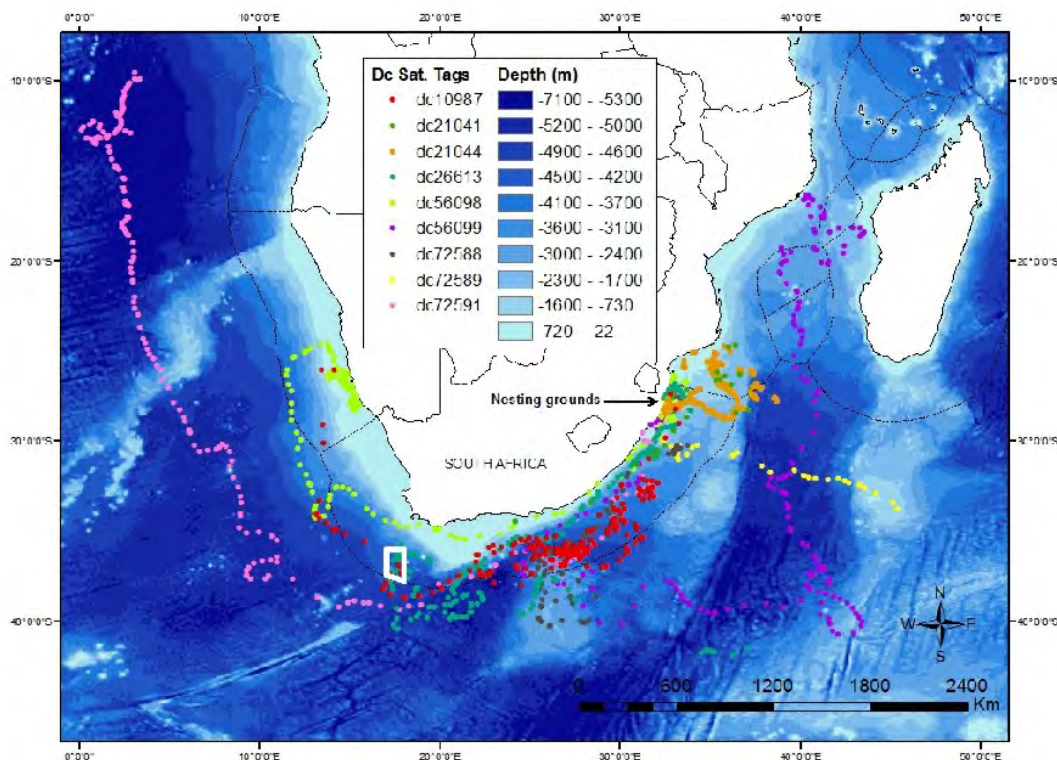 0°0'0"E 10°0'0"E 20°0'0"E 30°0'0"E 40°0'0"E 50°0'0"E
10°0'0"S 10°0'0"S
Dc Sat. Tags Depth (m)
dc10987 -7100 - -5300
dc21041 -5200 - -5000
dc21044 -4900 - -4600
dc26613 -4500 - -4200
dc56098 -4100 - -3700
dc56099 -3600 - -3100
dc72588 -3000 - -2400
dc72589 -2300 - -1700
dc72591 -1600 - -730
720 22
20°0'0"S 20°0'0"S
Nesting grounds
30°0'0"S 30°0'0"S
SOUTH AFRICA
N
W E
S
40°0'0"S 40°0'0"S
0 600 1200 1800 2400
Km
0°0'0"E 10°0'0"E 20°0'0"E 30°0'0"E 40°0'0"E 50°0'0"E